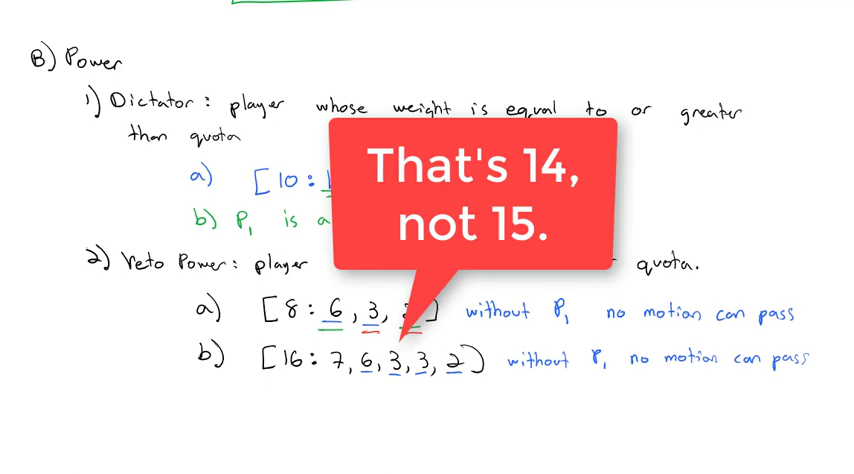 B) Power
1) Dictator: player whose weight is equal to or greater
than quota
That's 14,
not 15.
a) [10:
b) P₁ is a
2) Veto Power: player quota.
a) [8: 6, 3, ] without P₁ no motion can pass
b) [16: 7, 6, 3, 3, 2) without P₁ no motion can pass